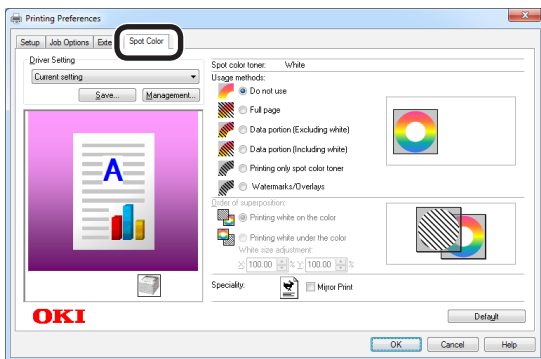 Printing Preferences
Setup
Job Options
Exte
Spot Color
Driver Setting
Current setting
Save...
Management...
A
OKI
Spot color toner: White
Usage methods:
Do not use
Full page
Data portion (Excluding white)
Data portion (Including white)
Printing only spot color toner
Watermarks/Overlays
Order of superposition:
Printing white on the color
Printing white under the color
White size adjustment:
X: 100.00 % Y: 100.00 %
Speciality:
Mirror Print
Default
OK
Cancel
Help